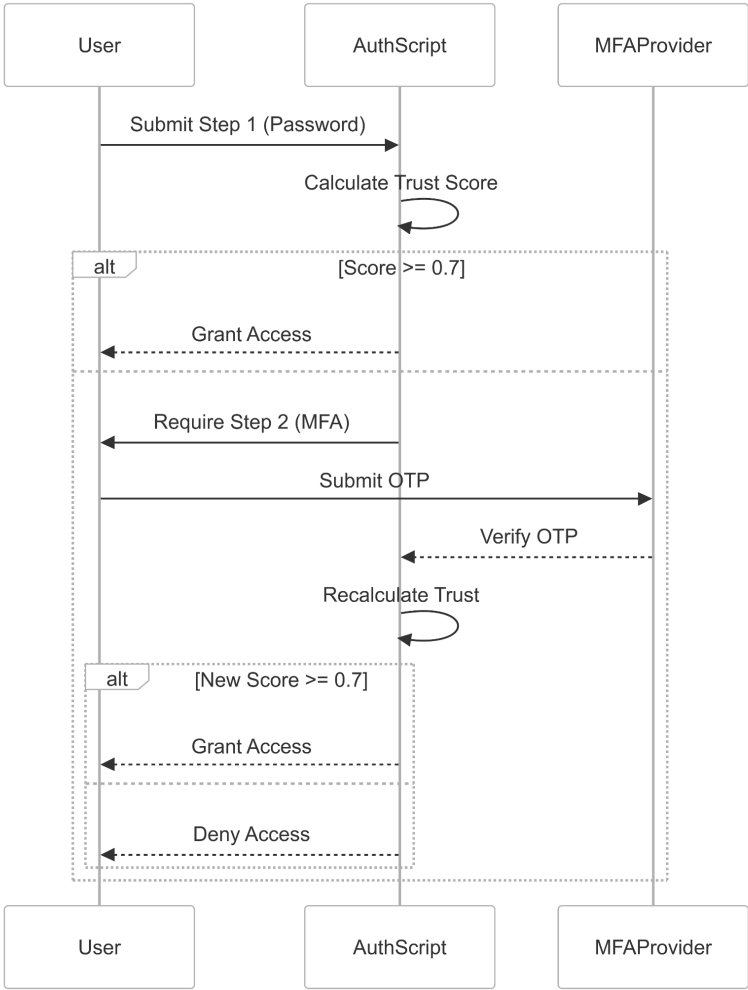 User
AuthScript
MFAProvider
Submit Step 1 (Password)
Calculate Trust Score
alt
[Score >= 0.7]
Grant Access
Require Step 2 (MFA)
Submit OTP
Verify OTP
Recalculate Trust
alt
[New Score >= 0.7]
Grant Access
Deny Access
User
AuthScript
MFAProvider